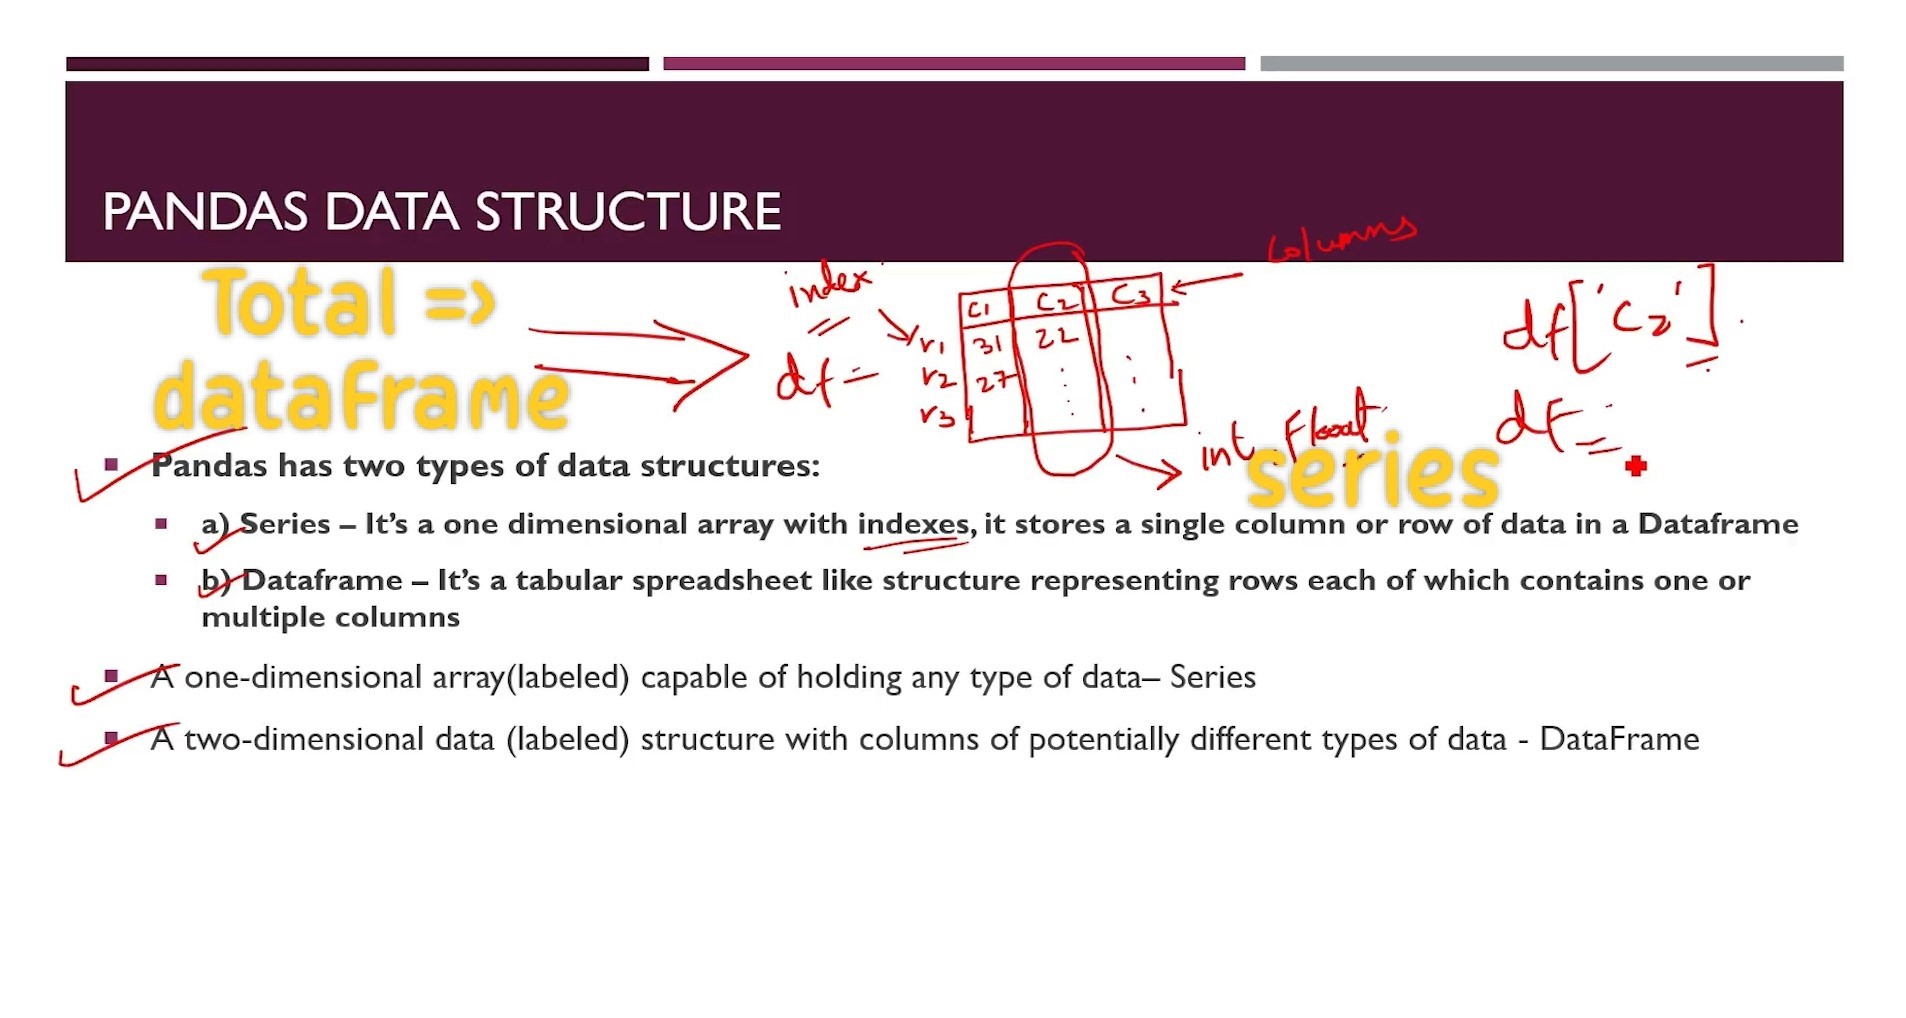 PANDAS DATA STRUCTURE
columns
Total =>
dataframe
index
df =
C1 C2 C3
r1 31 22
r2 27
r3
df['C2']
df =
int, Float
series
Pandas has two types of data structures:
a) Series – It's a one dimensional array with indexes, it stores a single column or row of data in a Dataframe
b) Dataframe – It's a tabular spreadsheet like structure representing rows each of which contains one or
multiple columns
A one-dimensional array(labeled) capable of holding any type of data– Series
A two-dimensional data (labeled) structure with columns of potentially different types of data - DataFrame